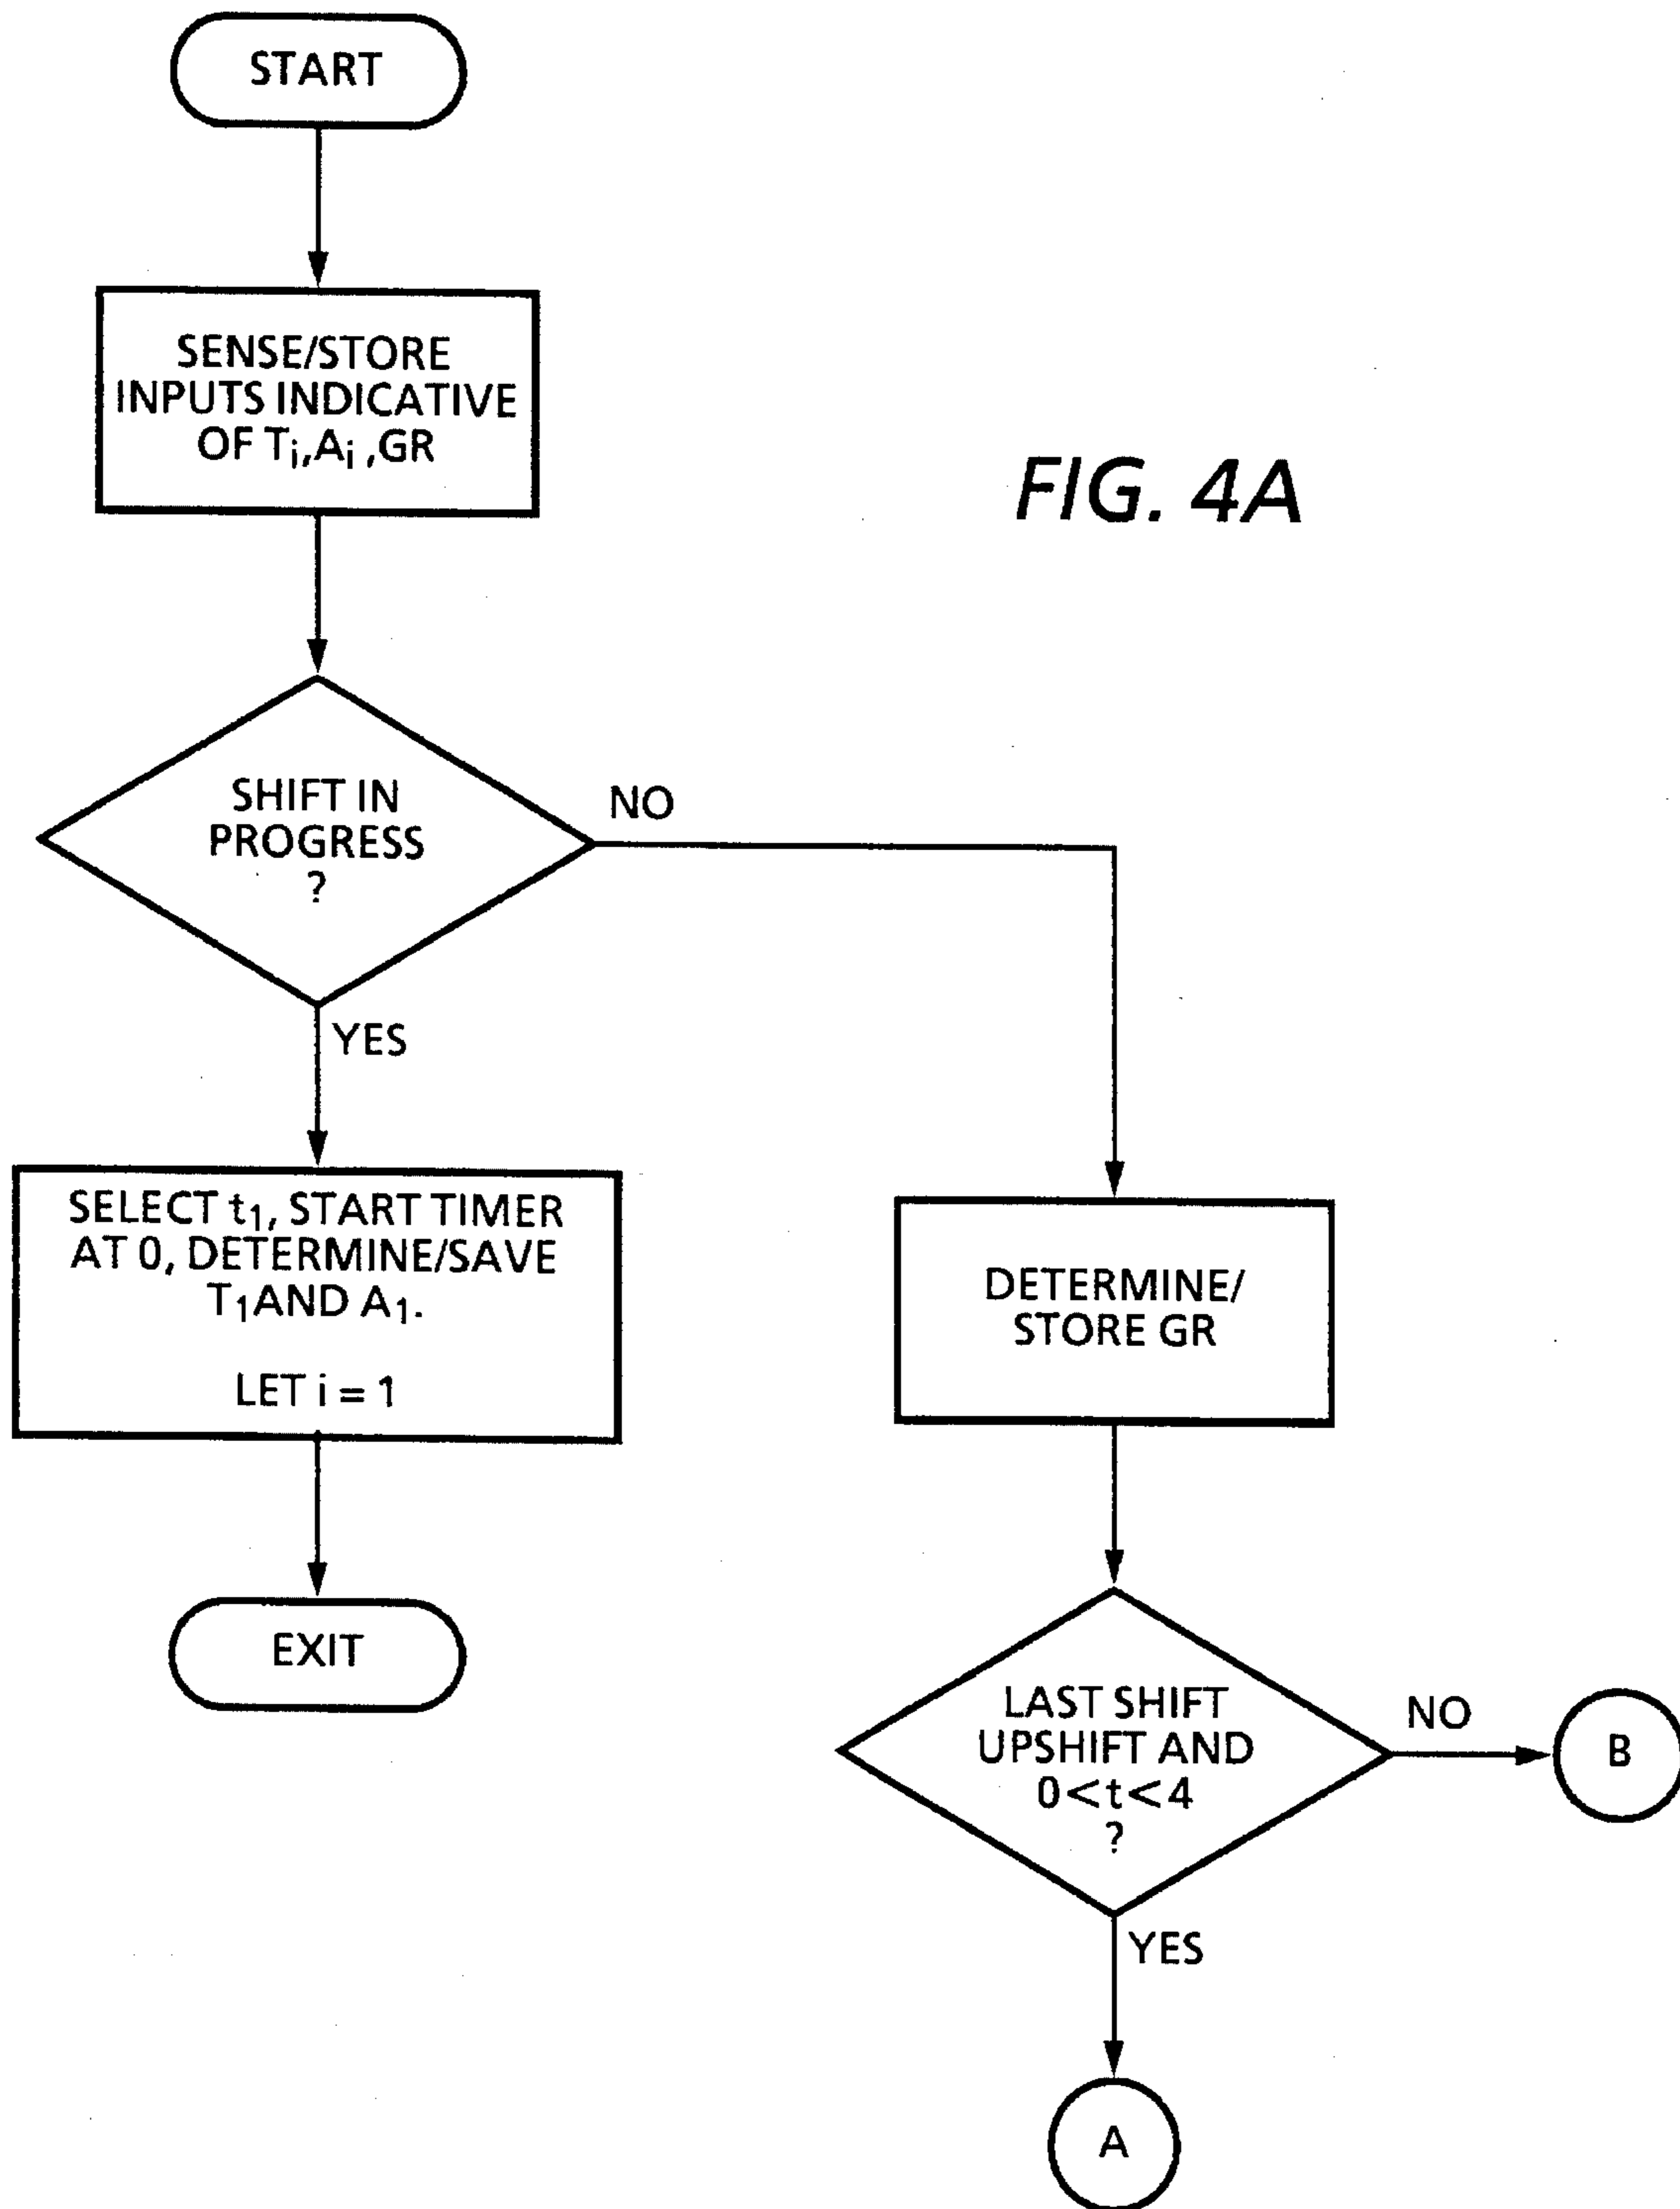 START
SENSE/STORE
INPUTS INDICATIVE
OF Tᵢ, Aᵢ ,GR
FIG. 4A
SHIFT IN
PROGRESS
?
NO
YES
SELECT t₁, START TIMER
AT 0, DETERMINE/SAVE
T₁ AND A₁.
LET i = 1
EXIT
DETERMINE/
STORE GR
LAST SHIFT
UPSHIFT AND
0<t<4
?
NO
B
YES
A